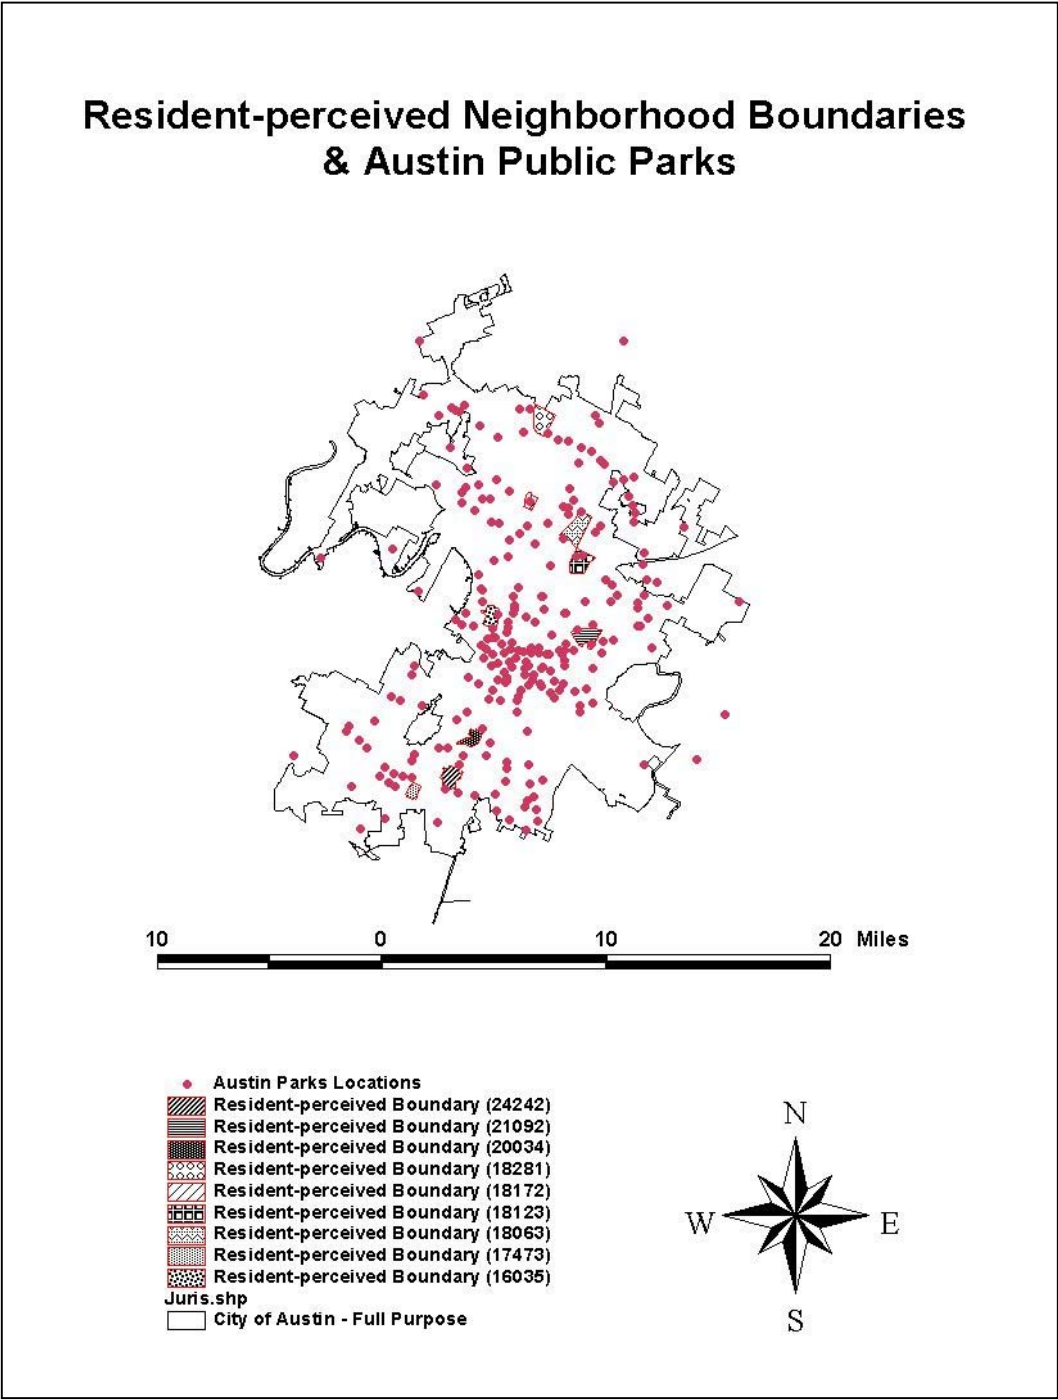 Resident-perceived Neighborhood Boundaries
& Austin Public Parks
10 0 10 20 Miles
Austin Parks Locations
Resident-perceived Boundary (24242)
Resident-perceived Boundary (21092)
Resident-perceived Boundary (20034)
Resident-perceived Boundary (18281)
Resident-perceived Boundary (18172)
Resident-perceived Boundary (18123)
Resident-perceived Boundary (18063)
Resident-perceived Boundary (17473)
Resident-perceived Boundary (16035)
Juris.shp
City of Austin - Full Purpose
N
W E
S